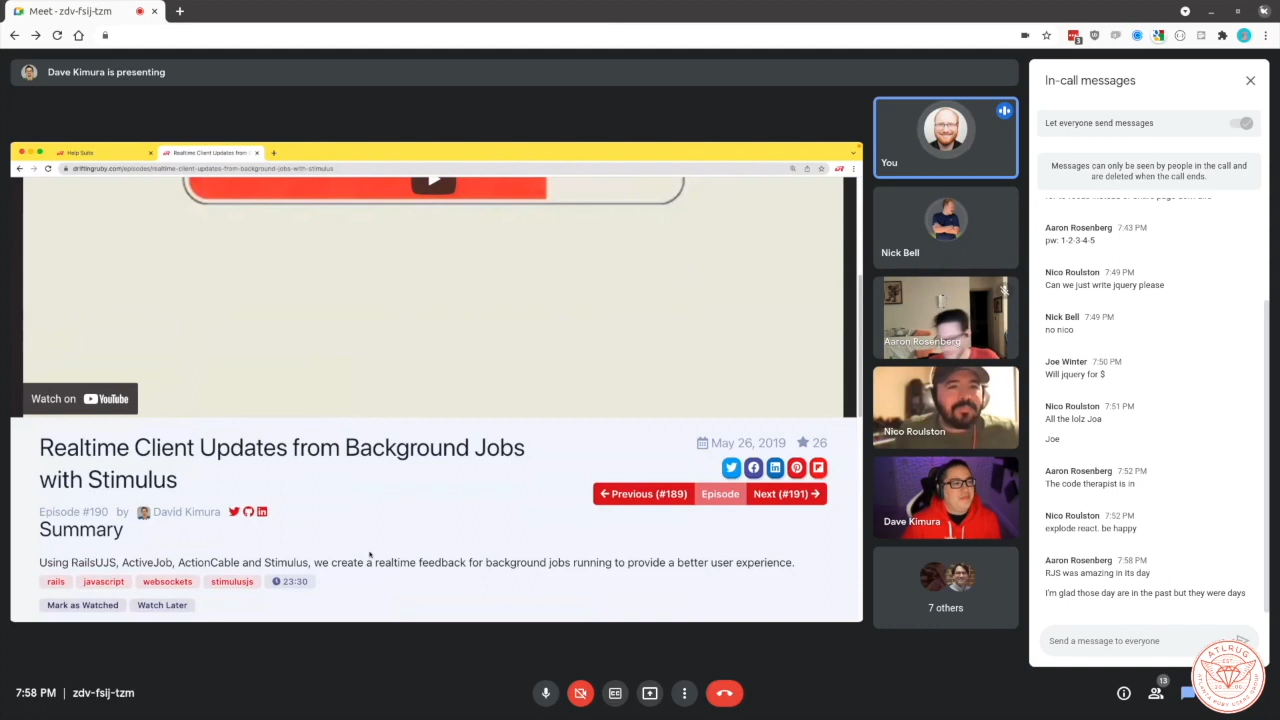 Meet - zdv-fsij-tzm
Dave Kimura is presenting
Help Suits
Realtime Client Updates from
driftingruby.com/episodes/realtime-client-updates-from-background-jobs-with-stimulus
Watch on YouTube
Realtime Client Updates from Background Jobs
with Stimulus
May 26, 2019 26
Previous (#189) Episode Next (#191)
Episode #190 by David Kimura
Summary
Using RailsUJS, ActiveJob, ActionCable and Stimulus, we create a realtime feedback for background jobs running to provide a better user experience.
rails javascript websockets stimulusjs 23:30
Mark as Watched Watch Later
You
Nick Bell
Aaron Rosenberg
Nico Roulston
Dave Kimura
7 others
In-call messages
Let everyone send messages
Messages can only be seen by people in the call and
are deleted when the call ends.
Aaron Rosenberg 7:43 PM
pw: 1-2-3-4-5
Nico Roulston 7:49 PM
Can we just write jquery please
Nick Bell 7:49 PM
no nico
Joe Winter 7:50 PM
Will jquery for $
Nico Roulston 7:51 PM
All the lolz Joa
Joe
Aaron Rosenberg 7:52 PM
The code therapist is in
Nico Roulston 7:52 PM
explode react. be happy
Aaron Rosenberg 7:58 PM
RJS was amazing in its day
I'm glad those day are in the past but they were days
Send a message to everyone
7:58 PM | zdv-fsij-tzm
13
ATLRUG
EST.
ATLANTA RUBY USERS GROUP